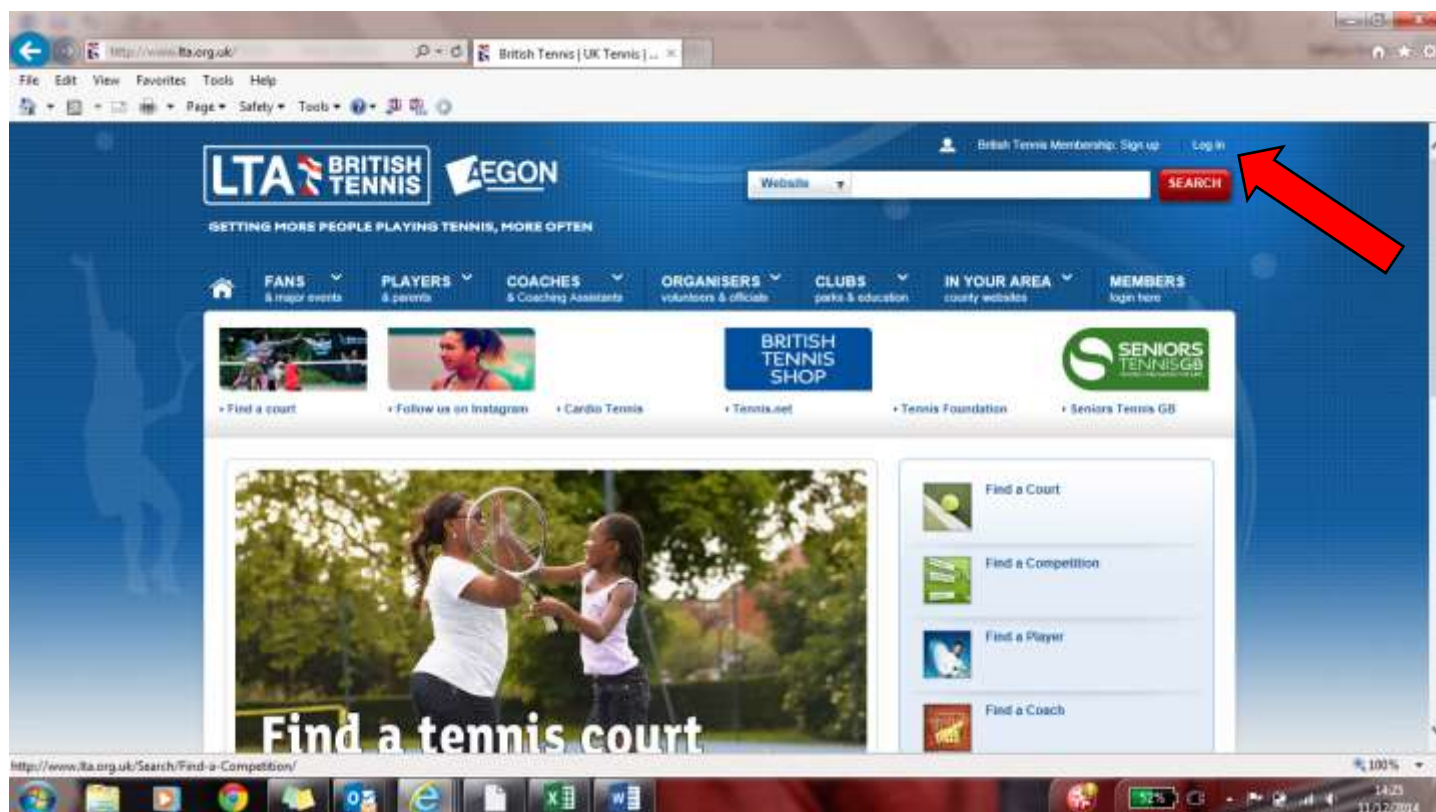 http://www.lta.org.uk/
British Tennis | UK Tennis | ...
File Edit View Favorites Tools Help
Page Safety Tools
British Tennis Membership: Sign up Log in
LTA BRITISH TENNIS AEGON
Website SEARCH
GETTING MORE PEOPLE PLAYING TENNIS, MORE OFTEN
FANS PLAYERS COACHES ORGANISERS CLUBS IN YOUR AREA MEMBERS
& major events & parents & Coaching Assistants volunteers & officials parks & education county websites login here
BRITISH
TENNIS
SHOP
SENIORS
TENNISGB
Find a court Follow us on Instagram Cardio Tennis Tennis.net Tennis Foundation Seniors Tennis GB
Find a Court
Find a Competition
Find a Player
Find a Coach
Find a tennis court
http://www.lta.org.uk/Search/Find-a-Competition/
100%
52%
14:25
11/12/2014